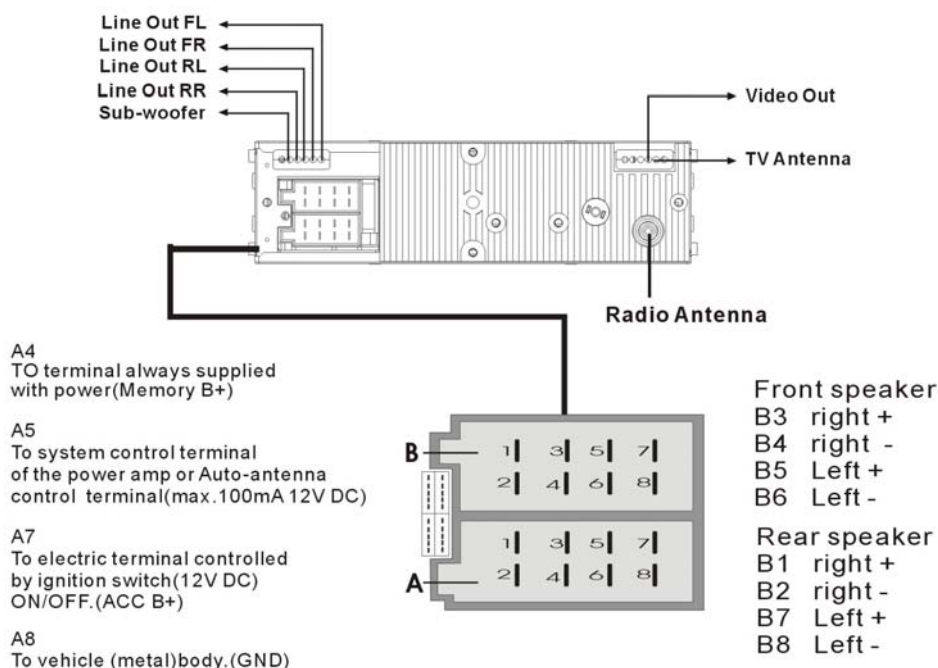 Line Out FL
Line Out FR
Line Out RL
Line Out RR
Sub-woofer
Video Out
TV Antenna
Radio Antenna
A4
TO terminal always supplied
with power(Memory B+)
A5
To system control terminal
of the power amp or Auto-antenna
control terminal(max.100mA 12V DC)
A7
To electric terminal controlled
by ignition switch(12V DC)
ON/OFF.(ACC B+)
A8
To vehicle (metal)body.(GND)
B
1 3 5 7
2 4 6 8
1 3 5 7
A
2 4 6 8
Front speaker
B3 right +
B4 right -
B5 Left +
B6 Left -
Rear speaker
B1 right +
B2 right -
B7 Left +
B8 Left -